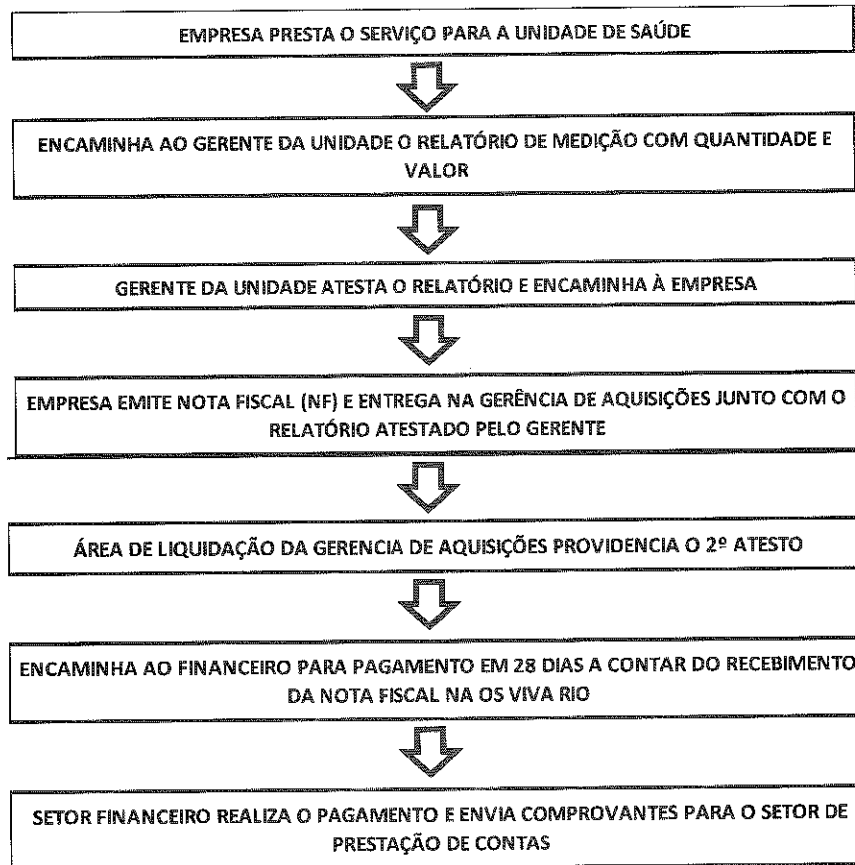 EMPRESA PRESTA O SERVIÇO PARA A UNIDADE DE SAÚDE
ENCAMINHA AO GERENTE DA UNIDADE O RELATÓRIO DE MEDIÇÃO COM QUANTIDADE E
VALOR
GERENTE DA UNIDADE ATESTA O RELATÓRIO E ENCAMINHA À EMPRESA
EMPRESA EMITE NOTA FISCAL (NF) E ENTREGA NA GERÊNCIA DE AQUISIÇÕES JUNTO COM O
RELATÓRIO ATESTADO PELO GERENTE
ÁREA DE LIQUIDAÇÃO DA GERENCIA DE AQUISIÇÕES PROVIDENCIA O 2º ATESTO
ENCAMINHA AO FINANCEIRO PARA PAGAMENTO EM 28 DIAS A CONTAR DO RECEBIMENTO
DA NOTA FISCAL NA OS VIVA RIO
SETOR FINANCEIRO REALIZA O PAGAMENTO E ENVIA COMPROVANTES PARA O SETOR DE
PRESTAÇÃO DE CONTAS